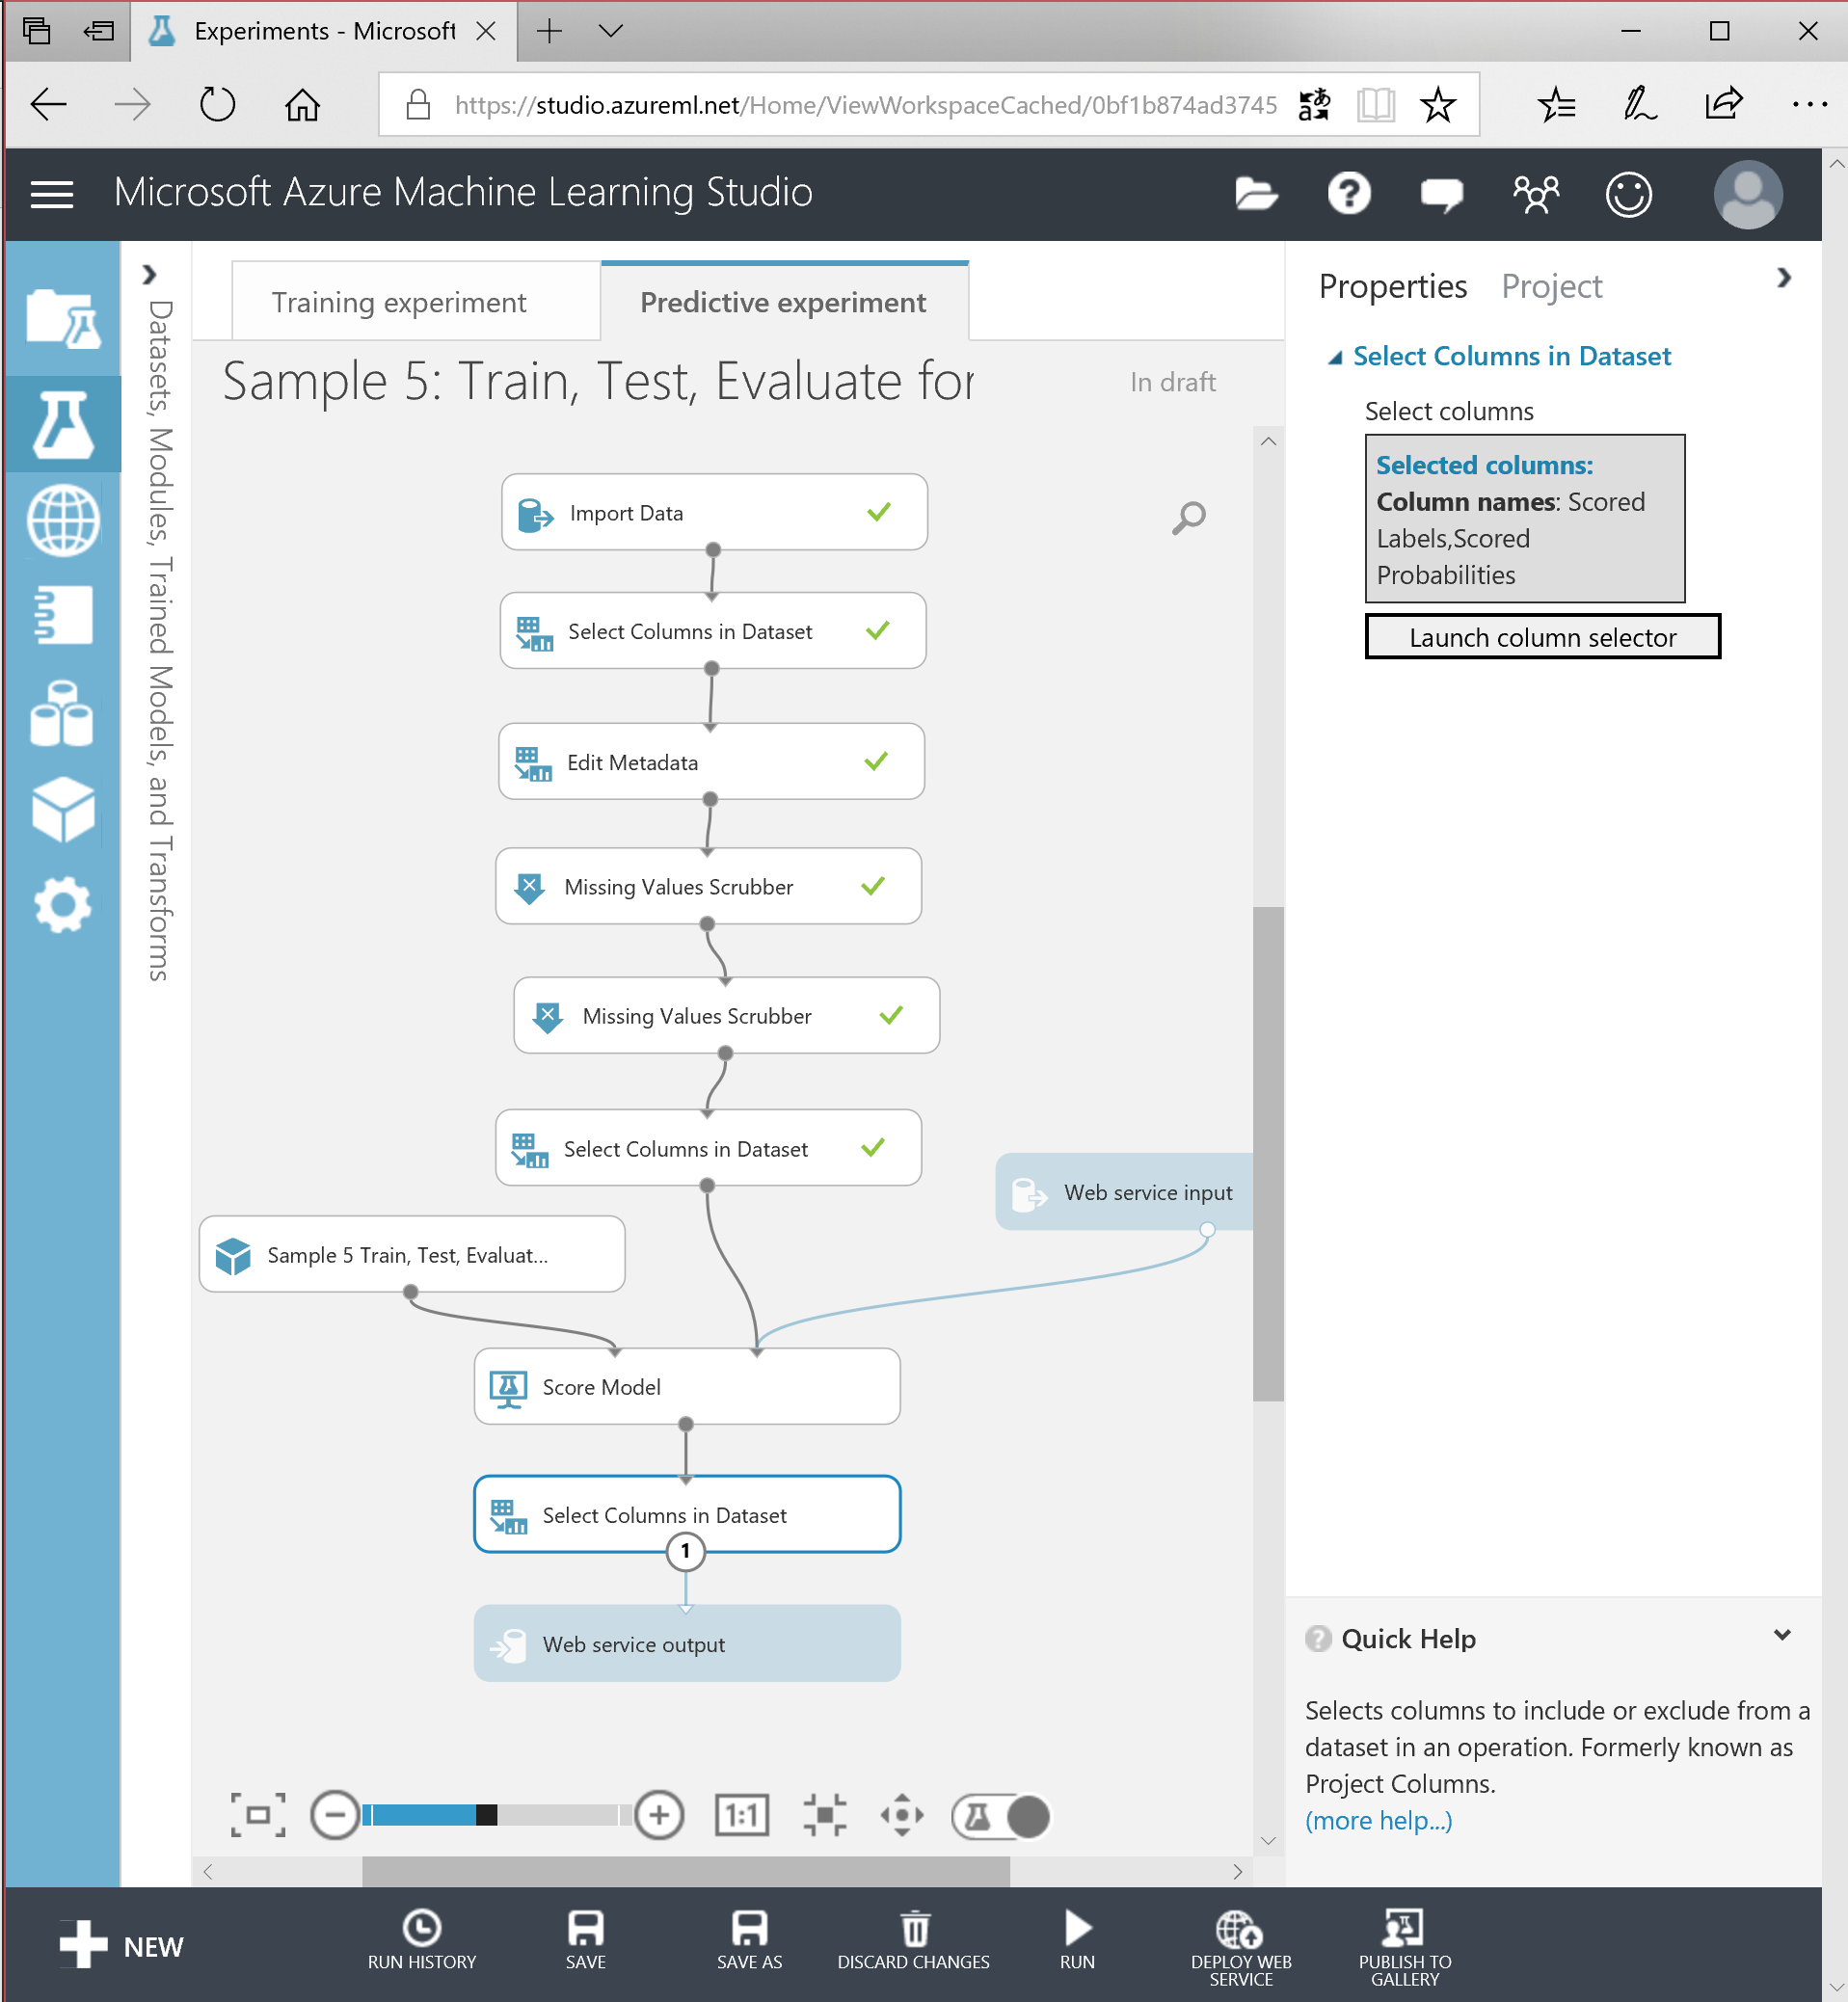 Experiments - Microsoft
https://studio.azureml.net/Home/ViewWorkspaceCached/0bf1b874ad3745
Microsoft Azure Machine Learning Studio
Datasets, Modules, Trained Models, and Transforms
Training experiment
Predictive experiment
Sample 5: Train, Test, Evaluate for
In draft
Import Data
Select Columns in Dataset
Edit Metadata
Missing Values Scrubber
Missing Values Scrubber
Select Columns in Dataset
Web service input
Sample 5 Train, Test, Evaluat...
Score Model
Select Columns in Dataset
1
Web service output
1:1
Properties
Project
Select Columns in Dataset
Select columns
Selected columns:
Column names: Scored
Labels,Scored
Probabilities
Launch column selector
Quick Help
Selects columns to include or exclude from a
dataset in an operation. Formerly known as
Project Columns.
(more help...)
NEW
RUN HISTORY
SAVE
SAVE AS
DISCARD CHANGES
RUN
DEPLOY WEB
SERVICE
PUBLISH TO
GALLERY